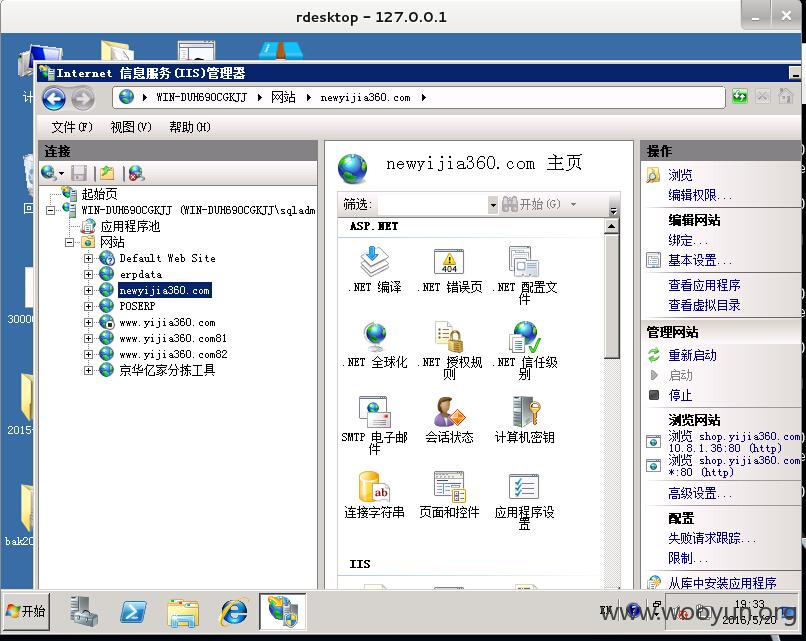 rdesktop - 127.0.0.1
Internet 信息服务(IIS)管理器
WIN-DUH690CGKJJ
网站
newyijia360.com
文件(F)
视图(V)
帮助(H)
连接
起始页
WIN-DUH690CGKJJ (WIN-DUH690CGKJJ\sqladm
应用程序池
网站
Default Web Site
erpdata
newyijia360.com
POSERP
www.yijia360.com
www.yijia360.com81
www.yijia360.com82
京华亿家分拣工具
newyijia360.com 主页
筛选:
开始(G)
ASP.NET
.NET 编译
.NET 错误页
404
.NET 配置文
件
.NET 全球化
.NET 授权规
则
.NET 信任级
别
SMTP 电子邮
件
会话状态
计算机密钥
ab
连接字符串
页面和控件
应用程序设
置
IIS
操作
浏览
编辑权限...
编辑网站
绑定...
基本设置...
查看应用程序
查看虚拟目录
管理网站
重新启动
启动
停止
浏览网站
浏览 shop.yijia360.com
10.8.1.36:80 (http)
浏览 shop.yijia360.com
*:80 (http)
高级设置...
配置
失败请求跟踪...
限制...
从库中安装应用程序
计
回
30000
2015-
bak20
开始
19:33
2016/5/20
www.wooyun.org